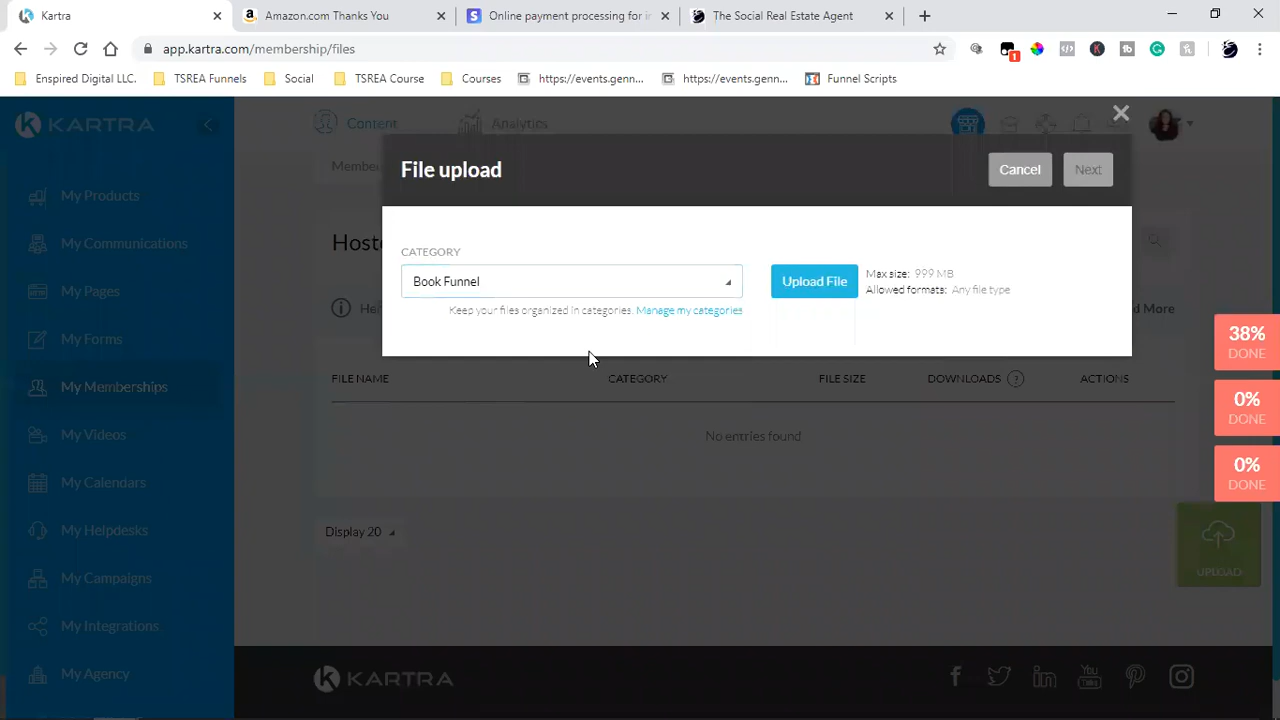 Kartra
Amazon.com Thanks You
Online payment processing for in
The Social Real Estate Agent
app.kartra.com/membership/files
1
Enspired Digital LLC.
TSREA Funnels
Social
TSREA Course
Courses
https://events.genn...
https://events.genn...
Funnel Scripts
KARTRA
Content
Analytics
File upload
Cancel
Next
My Products
My Communications
My Pages
My Forms
My Memberships
My Videos
My Calendars
My Helpdesks
My Campaigns
My Integrations
My Agency
CATEGORY
Book Funnel
Keep your files organized in categories. Manage my categories
Upload File
Max size: 999 MB
Allowed formats: Any file type
FILE NAME
CATEGORY
FILE SIZE
DOWNLOADS ?
ACTIONS
No entries found
Display 20
38%
DONE
0%
DONE
0%
DONE
UPLOAD
KARTRA